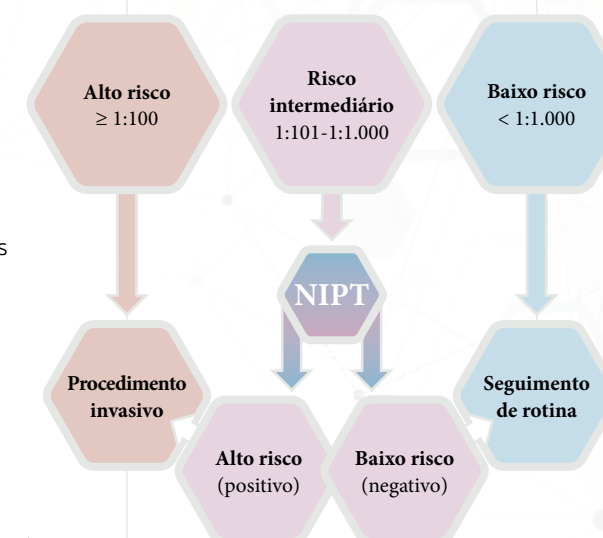 Alto risco
≥ 1:100
Risco
intermediário
1:101-1:1.000
Baixo risco
< 1:1.000
s
NIPT
Procedimento
invasivo
Seguimento
de rotina
Alto risco
(positivo)
Baixo risco
(negativo)